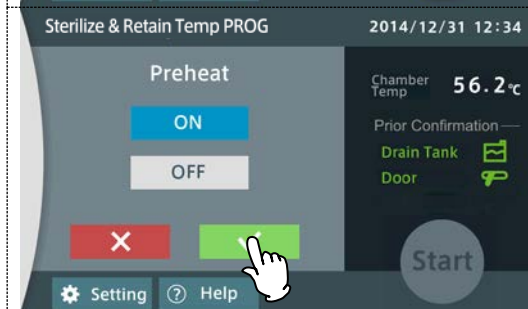 Sterilize & Retain Temp PROG
2014/12/31 12:34
Preheat
ON
OFF
Chamber
Temp
56.2℃
Prior Confirmation
Drain Tank
Door
Start
Setting
? Help